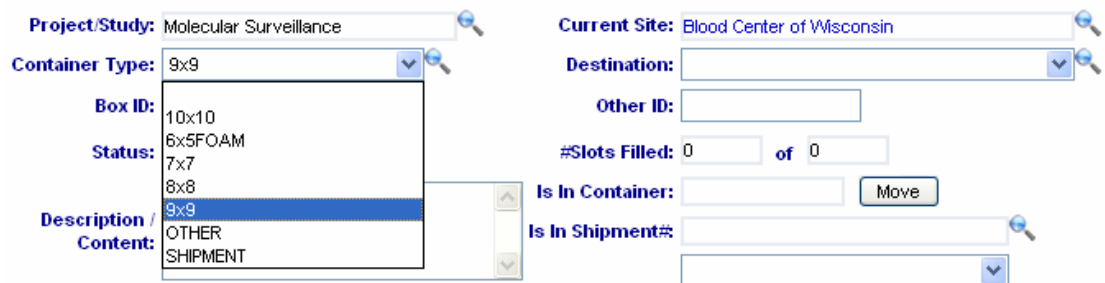 Project/Study: Molecular Surveillance Current Site: Blood Center of Wisconsin
Container Type: 9x9 Destination:
Box ID: 10x10 Other ID:
6x5FOAM
Status: 7x7 #Slots Filled: 0 of 0
8x8 Is In Container: Move
9x9
Description / Content: OTHER Is In Shipment#:
SHIPMENT